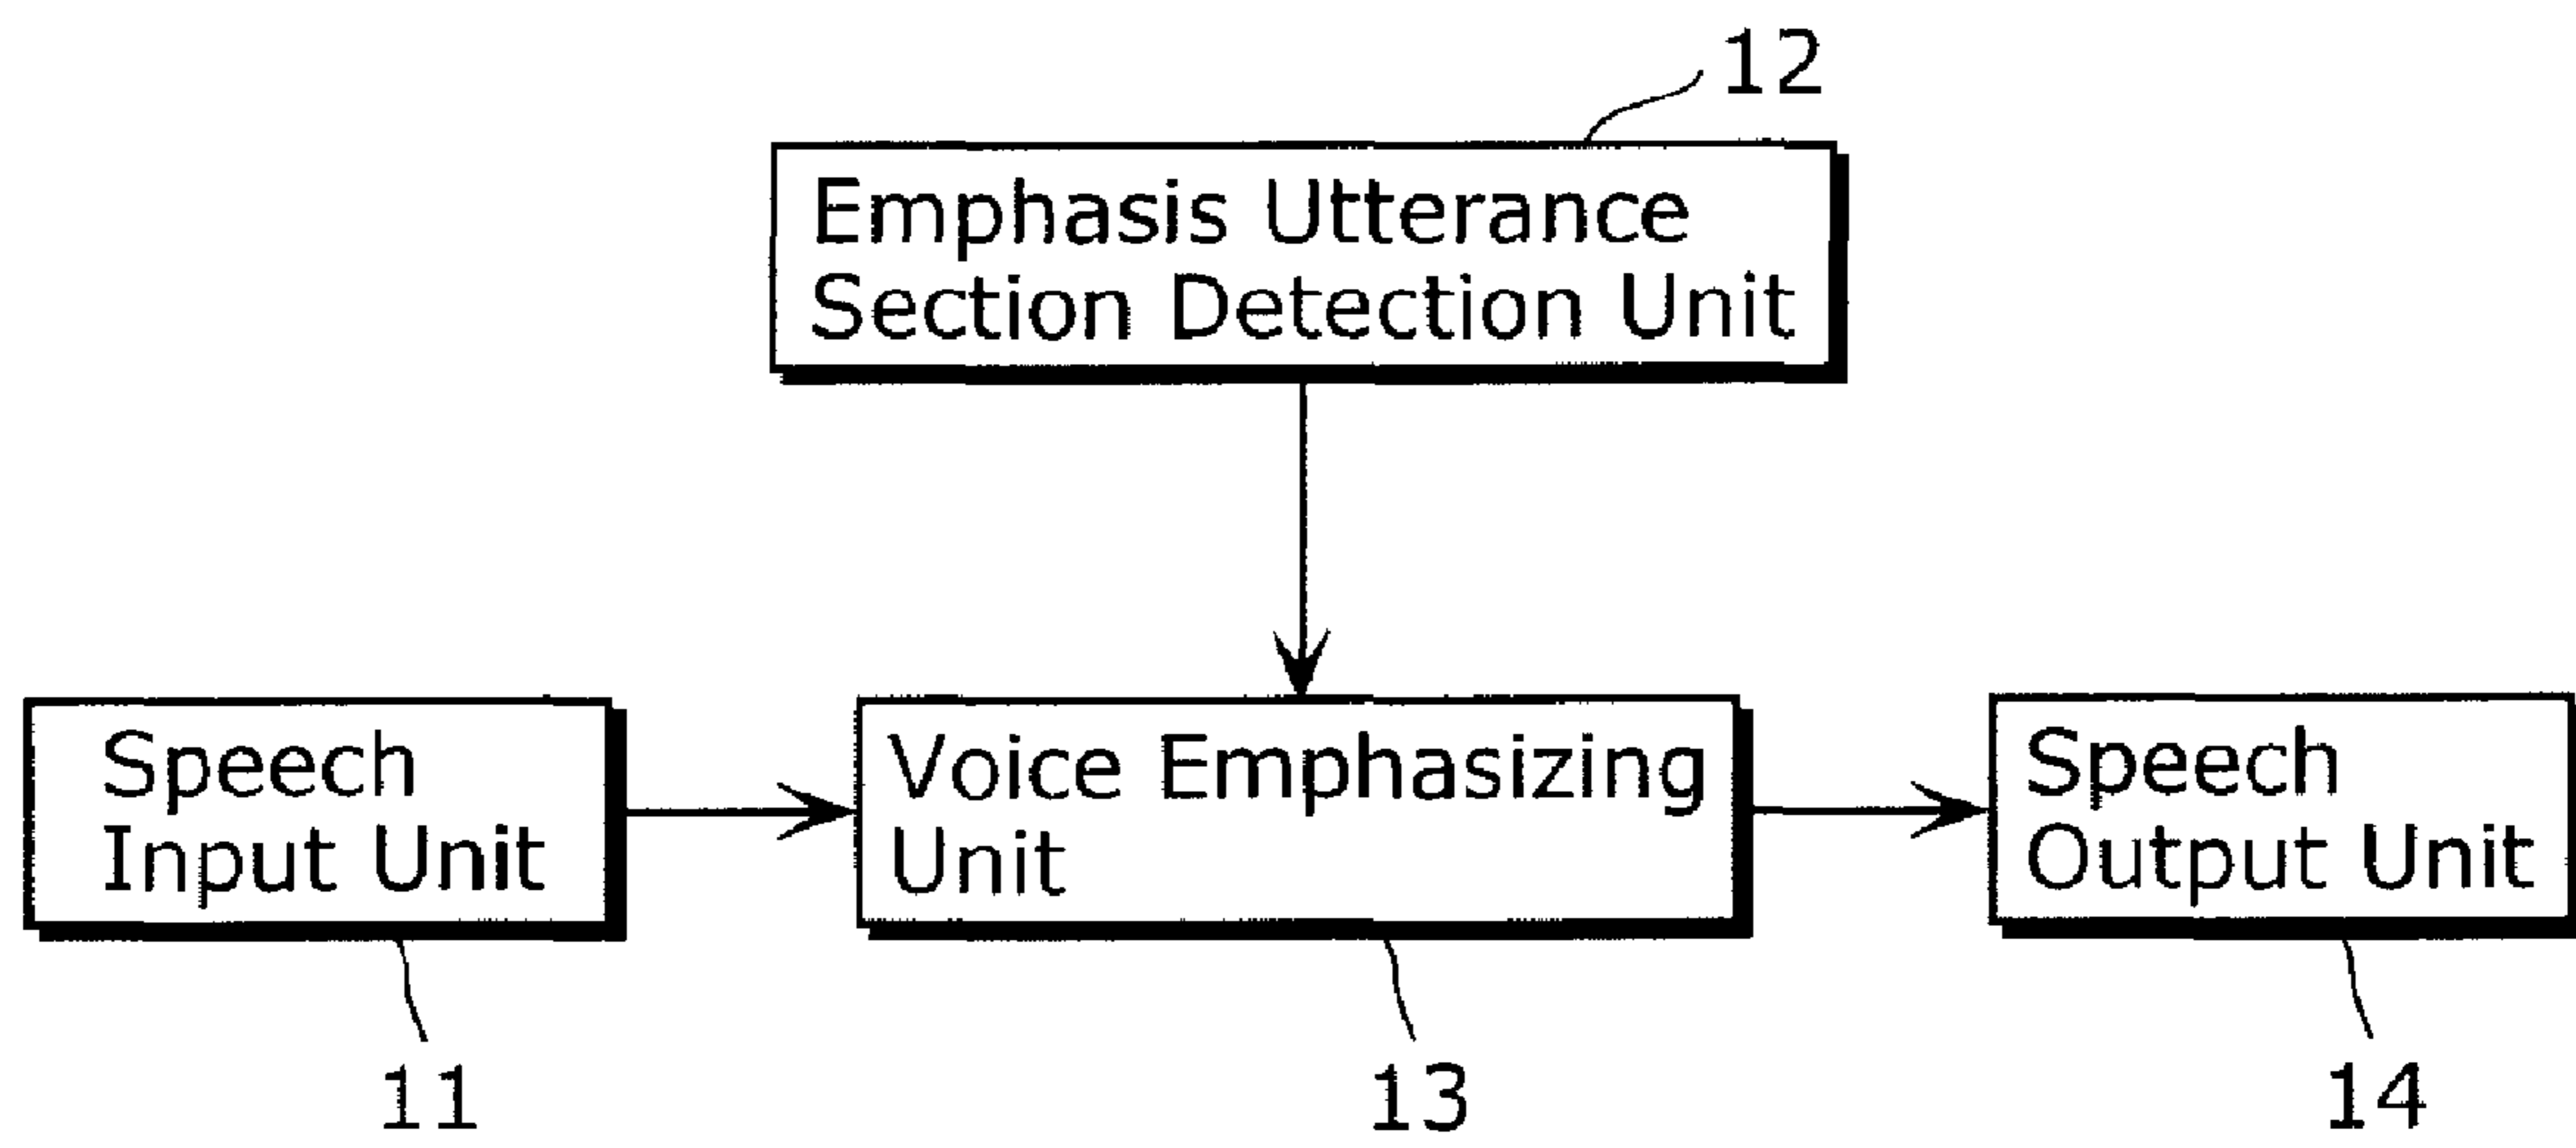 12
Emphasis Utterance
Section Detection Unit
Speech
Input Unit
Voice Emphasizing
Unit
Speech
Output Unit
11
13
14